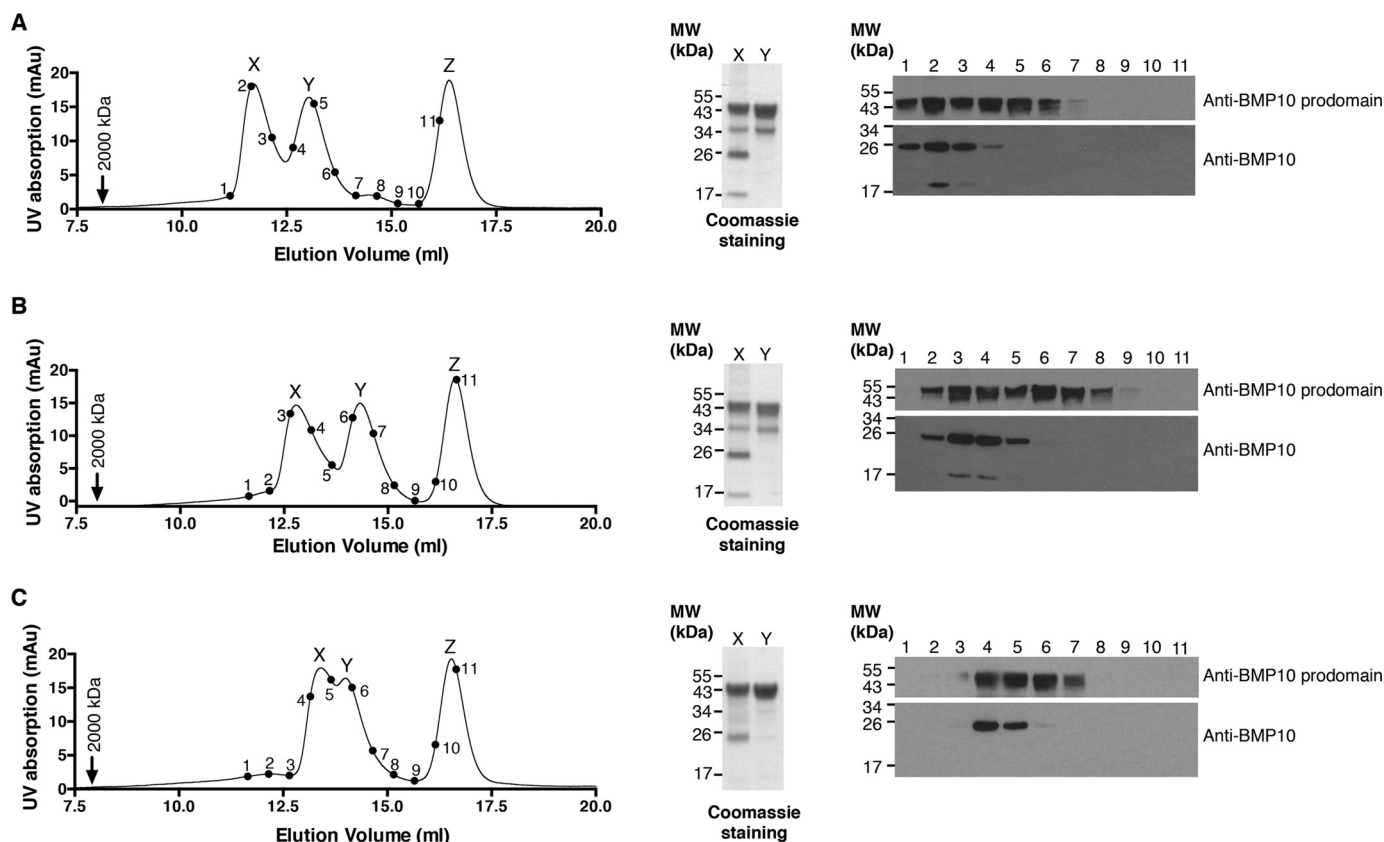 A
UV absorption (mAu)
20
15
10
5
0
2000 kDa
X
Y
Z
1
2
3
4
5
6
7
8
9
10
11
7.5 10.0 12.5 15.0 17.5 20.0
Elution Volume (ml)
MW
(kDa)
X Y
55
43
34
26
17
Coomassie
staining
MW
(kDa)
1 2 3 4 5 6 7 8 9 10 11
55
43
Anti-BMP10 prodomain
34
26
17
Anti-BMP10
B
UV absorption (mAu)
20
15
10
5
0
2000 kDa
X
Y
Z
1
2
3
4
5
6
7
8
9
10
11
7.5 10.0 12.5 15.0 17.5 20.0
Elution Volume (ml)
MW
(kDa)
X Y
55
43
34
26
17
Coomassie
staining
MW
(kDa)
1 2 3 4 5 6 7 8 9 10 11
55
43
Anti-BMP10 prodomain
34
26
17
Anti-BMP10
C
UV absorption (mAu)
20
15
10
5
0
2000 kDa
X
Y
Z
1
2
3
4
5
6
7
8
9
10
11
7.5 10.0 12.5 15.0 17.5 20.0
Elution Volume (ml)
MW
(kDa)
X Y
55
43
34
26
17
Coomassie
staining
MW
(kDa)
1 2 3 4 5 6 7 8 9 10 11
55
43
Anti-BMP10 prodomain
34
26
17
Anti-BMP10